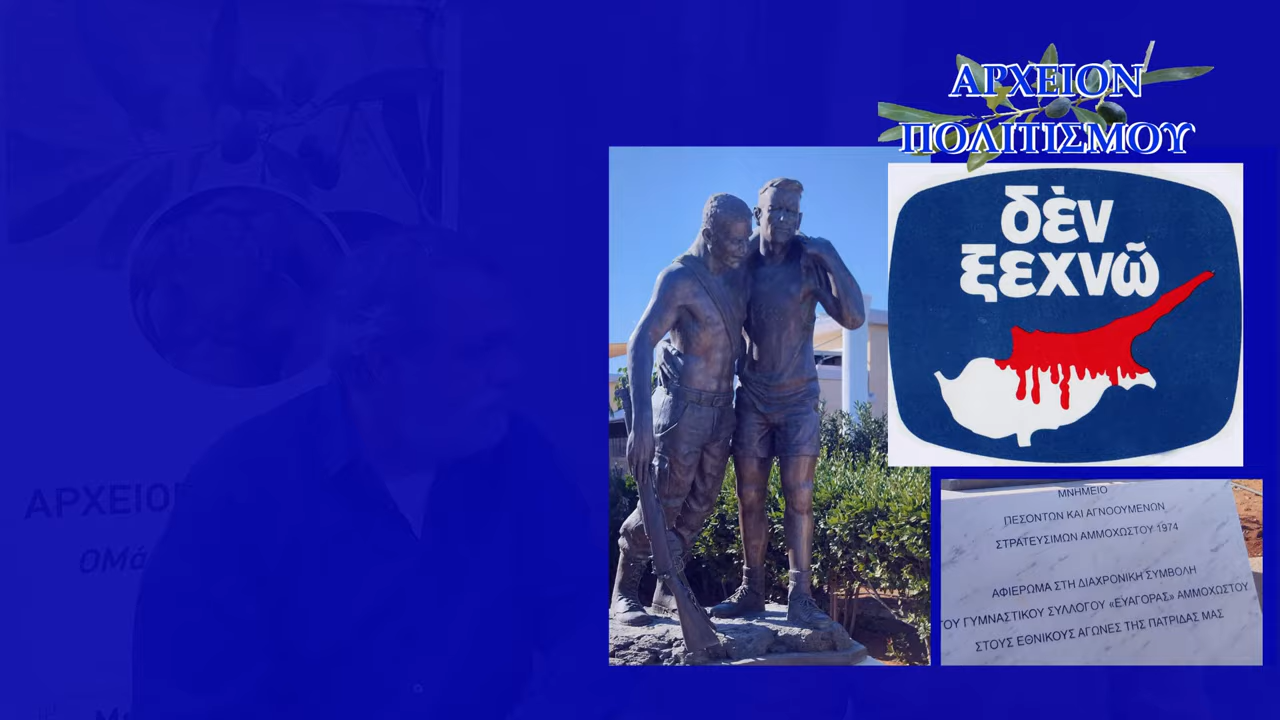 ΑΡΧΕΙΟΝ
ΠΟΛΙΤΙΣΜΟΥ
δὲν
ξεχνῶ
ΜΝΗΜΕΙΟ
ΠΕΣΟΝΤΩΝ ΚΑΙ ΑΓΝΟΟΥΜΕΝΩΝ
ΣΤΡΑΤΕΥΣΙΜΩΝ ΑΜΜΟΧΩΣΤΟΥ 1974
ΑΦΙΕΡΩΜΑ ΣΤΗ ΔΙΑΧΡΟΝΙΚΗ ΣΥΜΒΟΛΗ
ΤΟΥ ΓΥΜΝΑΣΤΙΚΟΥ ΣΥΛΛΟΓΟΥ «ΕΥΑΓΟΡΑΣ» ΑΜΜΟΧΩΣΤΟΥ
ΣΤΟΥΣ ΕΘΝΙΚΟΥΣ ΑΓΩΝΕΣ ΤΗΣ ΠΑΤΡΙΔΑΣ ΜΑΣ
ΑΡΧΕΙΟ